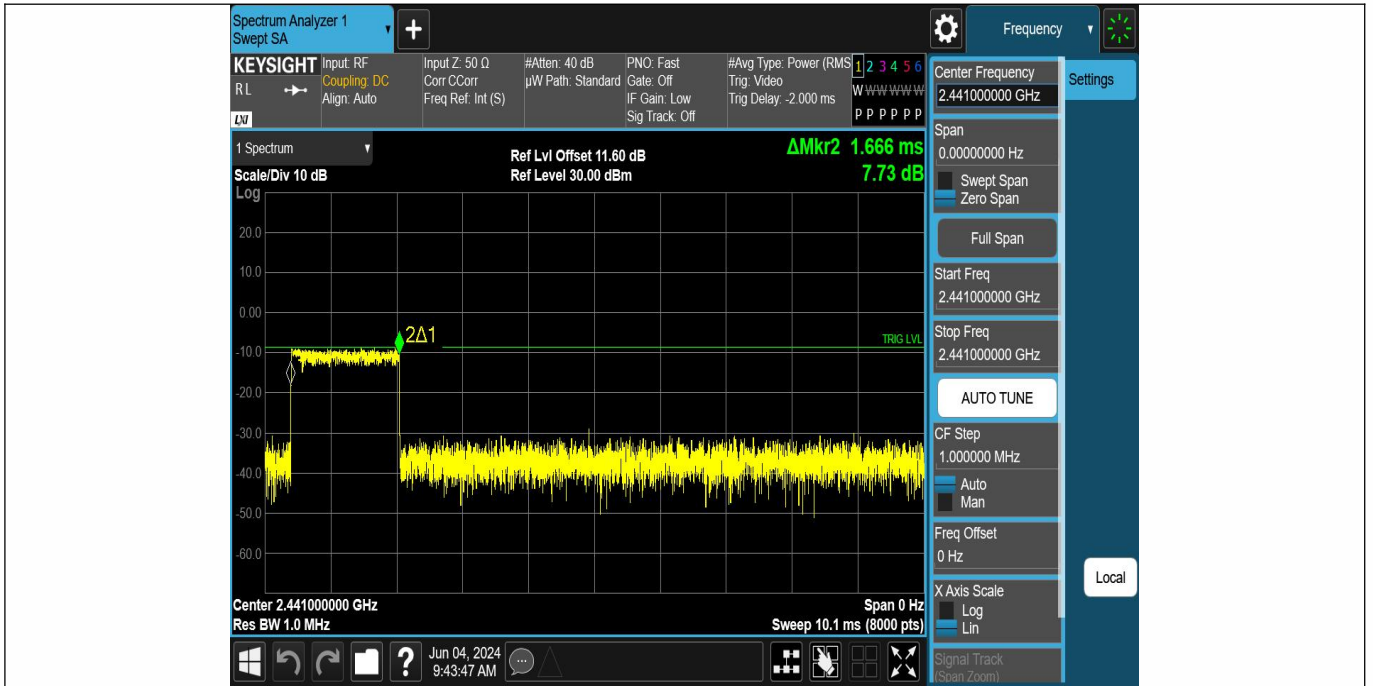 Spectrum Analyzer 1
Swept SA
+
Frequency
KEYSIGHT
RL
LXI
Input: RF
Coupling: DC
Align: Auto
Input Z: 50 Ω
Corr CCorr
Freq Ref: Int (S)
#Atten: 40 dB
µW Path: Standard
PNO: Fast
Gate: Off
IF Gain: Low
Sig Track: Off
#Avg Type: Power (RMS
Trig: Video
Trig Delay: -2.000 ms
1 2 3 4 5 6
W W W W W W
P P P P P P
1 Spectrum
Scale/Div 10 dB
Ref Lvl Offset 11.60 dB
Ref Level 30.00 dBm
ΔMkr2 1.666 ms
7.73 dB
Log
20.0
10.0
0.00
-10.0
-20.0
-30.0
-40.0
-50.0
-60.0
2Δ1
TRIG LVL
Center 2.441000000 GHz
Res BW 1.0 MHz
Span 0 Hz
Sweep 10.1 ms (8000 pts)
?
Jun 04, 2024
9:43:47 AM
Center Frequency
2.441000000 GHz
Settings
Span
0.00000000 Hz
Swept Span
Zero Span
Full Span
Start Freq
2.441000000 GHz
Stop Freq
2.441000000 GHz
AUTO TUNE
CF Step
1.000000 MHz
Auto
Man
Freq Offset
0 Hz
X Axis Scale
Log
Lin
Local
Signal Track
(Span Zoom)